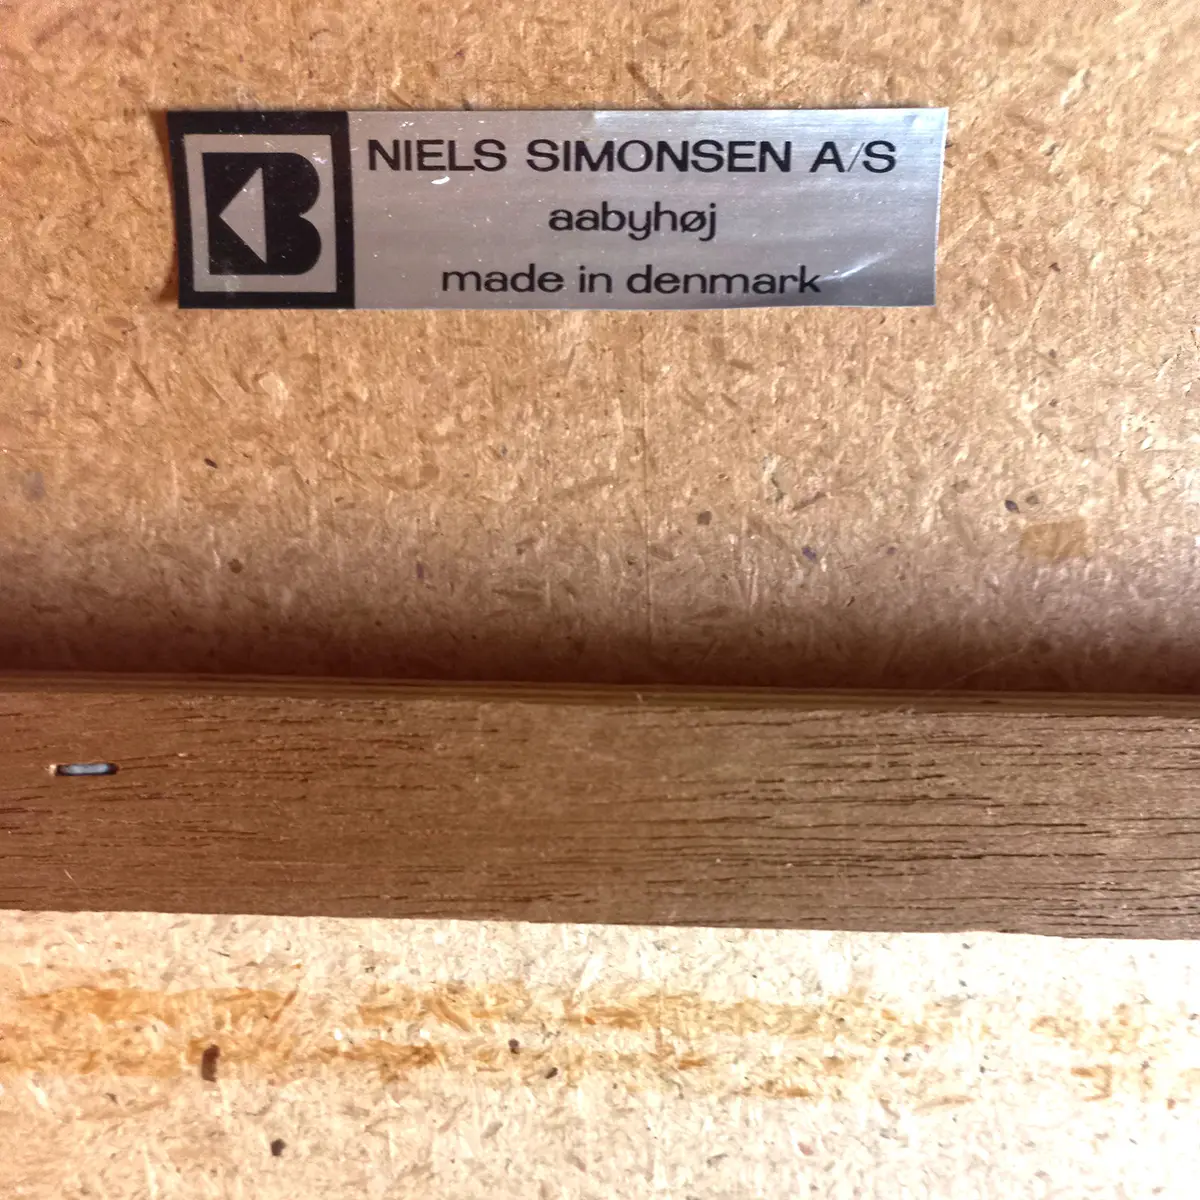 NIELS SIMONSEN A/S
aabyhøj
made in denmark